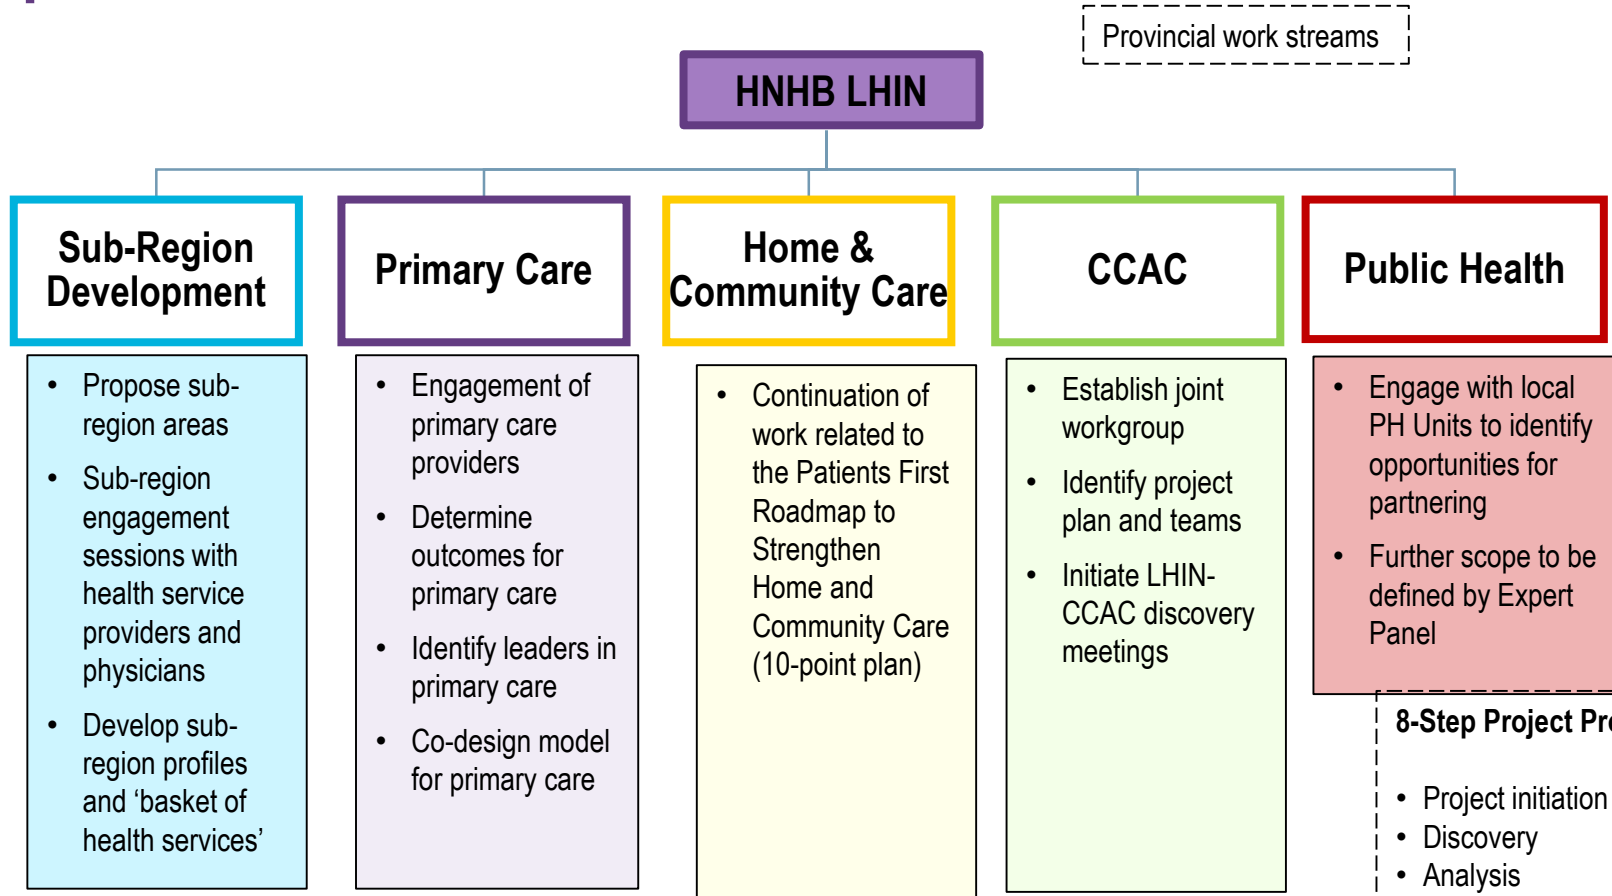 Provincial work streams
HNHB LHIN
Sub-Region
Development
Primary Care
Home &
Community Care
CCAC
Public Health
• Propose sub-
region areas
• Sub-region
engagement
sessions with
health service
providers and
physicians
• Develop sub-
region profiles
and ‘basket of
health services’
• Engagement of
primary care
providers
• Determine
outcomes for
primary care
• Identify leaders in
primary care
• Co-design model
for primary care
• Continuation of
work related to
the Patients First
Roadmap to
Strengthen
Home and
Community Care
(10-point plan)
• Establish joint
workgroup
• Identify project
plan and teams
• Initiate LHIN-
CCAC discovery
meetings
• Engage with local
PH Units to identify
opportunities for
partnering
• Further scope to be
defined by Expert
Panel
8-Step Project
• Project initiation
• Discovery
• Analysis